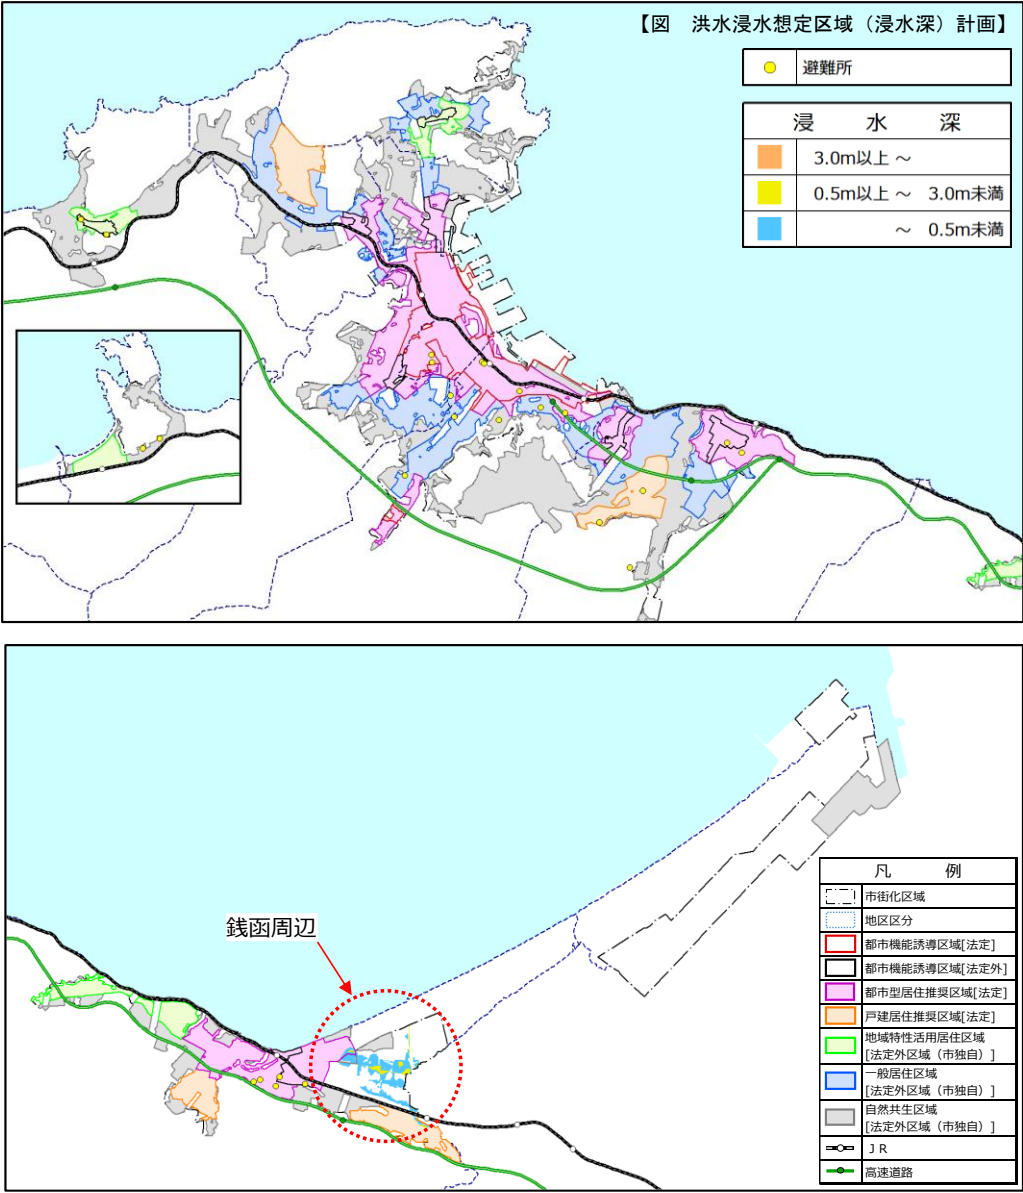 【図　洪水浸水想定区域（浸水深）計画】
避難所
浸　水　深
3.0m以上 ～
0.5m以上 ～ 3.0m未満
～ 0.5m未満
銭函周辺
凡　例
市街化区域
地区区分
都市機能誘導区域[法定]
都市機能誘導区域[法定外]
都市型居住推奨区域[法定]
戸建居住推奨区域[法定]
地域特性活用居住区域
[法定外区域（市独自）]
一般居住区域
[法定外区域（市独自）]
自然共生区域
[法定外区域（市独自）]
ＪＲ
高速道路